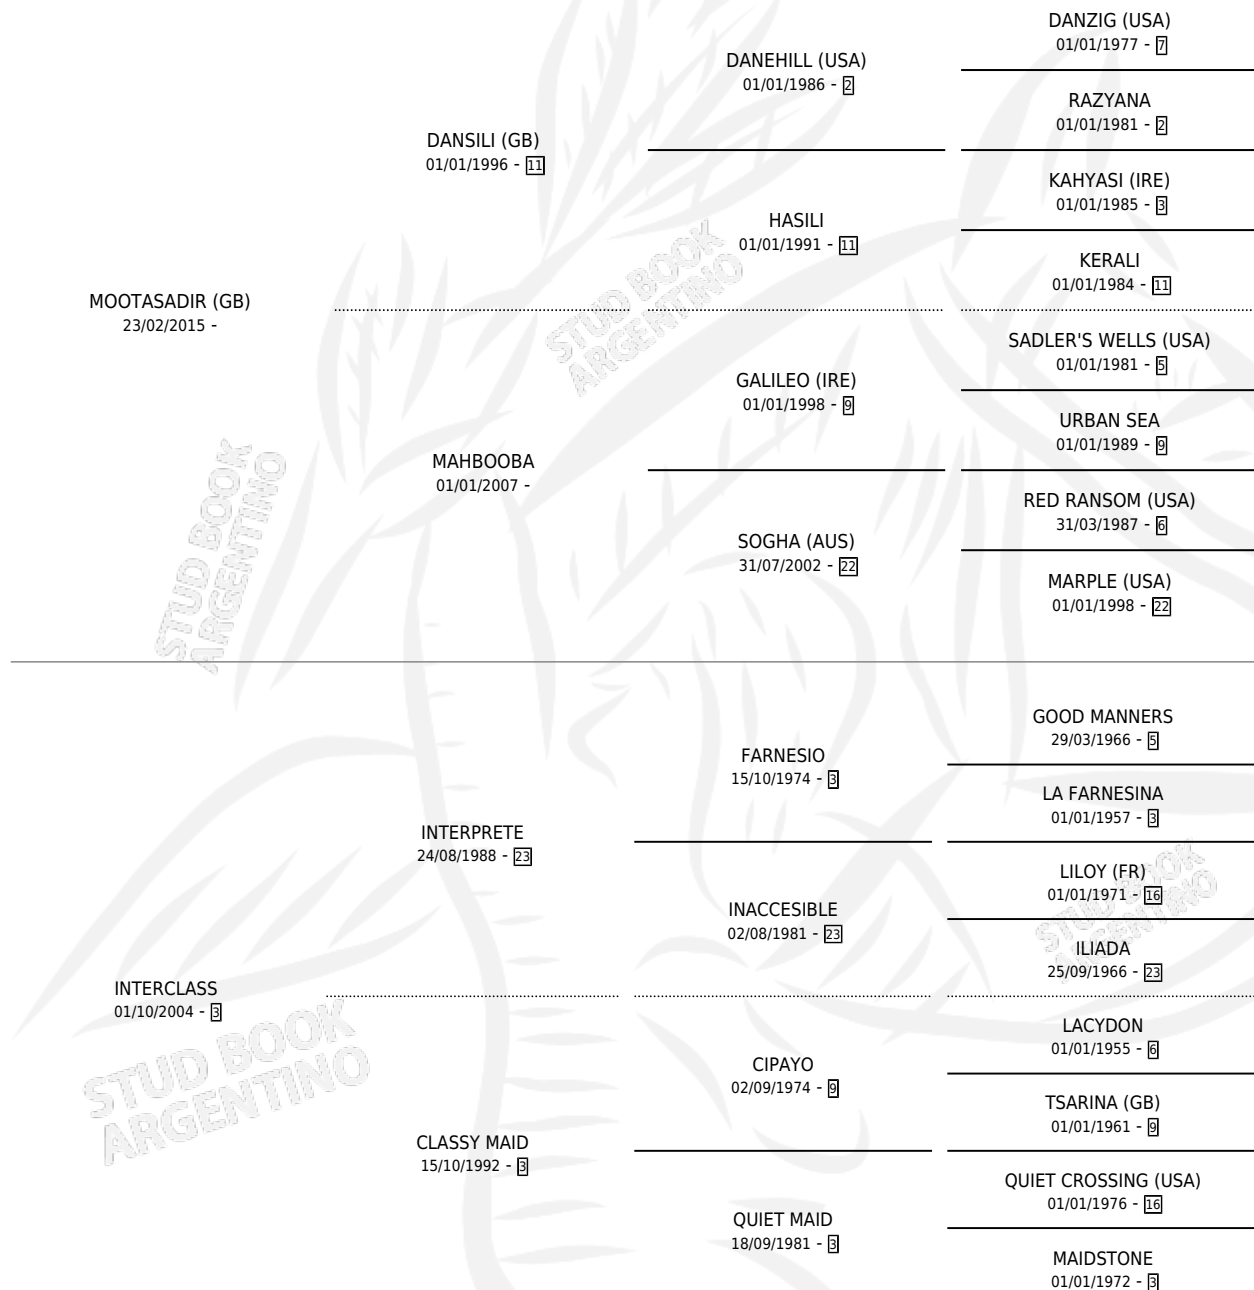 DANZIG (USA)
01/01/1977 - 7
DANEHILL (USA)
01/01/1986 - 2
RAZYANA
01/01/1981 - 2
DANSILI (GB)
01/01/1996 - 11
KAHYASI (IRE)
01/01/1985 - 3
HASILI
01/01/1991 - 11
KERALI
01/01/1984 - 11
MOOTASADIR (GB)
23/02/2015 -
SADLER'S WELLS (USA)
01/01/1981 - 5
GALILEO (IRE)
01/01/1998 - 9
URBAN SEA
01/01/1989 - 9
MAHBOOBA
01/01/2007 -
RED RANSOM (USA)
31/03/1987 - 6
SOGHA (AUS)
31/07/2002 - 22
MARPLE (USA)
01/01/1998 - 22
STUD BOOK
ARGENTINO
STUD BOOK
ARGENTINO
GOOD MANNERS
29/03/1966 - 5
FARNESIO
15/10/1974 - 3
LA FARNESINA
01/01/1957 - 3
INTERPRETE
24/08/1988 - 23
LILOY (FR)
01/01/1971 - 16
INACCESIBLE
02/08/1981 - 23
ILIADA
25/09/1966 - 23
STUD BOOK
ARGENTINO
INTERCLASS
01/10/2004 - 3
LACYDON
01/01/1955 - 6
CIPAYO
02/09/1974 - 9
TSARINA (GB)
01/01/1961 - 9
CLASSY MAID
15/10/1992 - 3
QUIET CROSSING (USA)
01/01/1976 - 16
QUIET MAID
18/09/1981 - 3
MAIDSTONE
01/01/1972 - 3
STUD BOOK
ARGENTINO